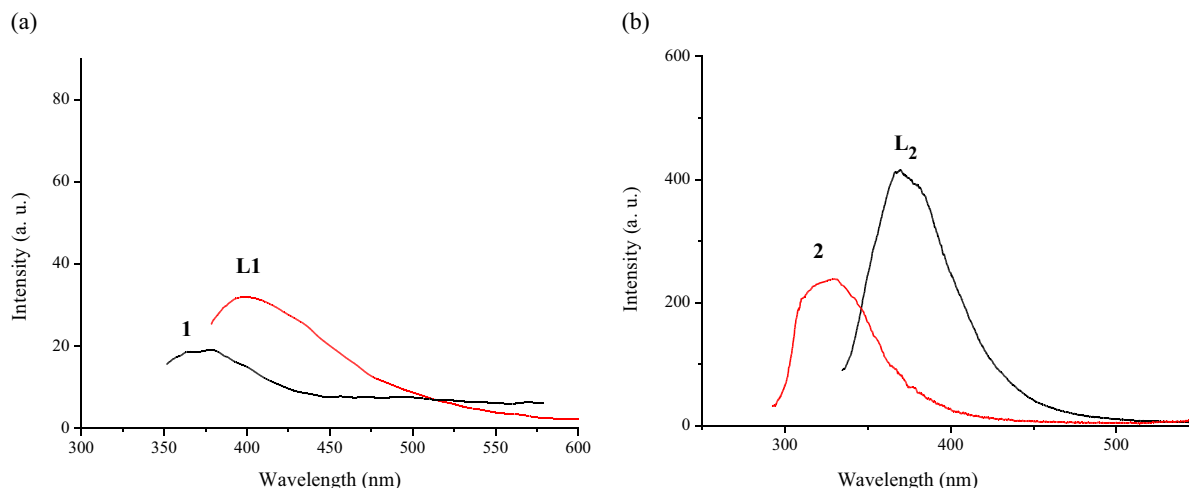 (a)
80
60
40
20
0
Intensity (a. u.)
L1
1
300 350 400 450 500 550 600
Wavelength (nm)
(b)
600
400
200
0
Intensity (a. u.)
L2
2
300 400 500
Wavelength (nm)